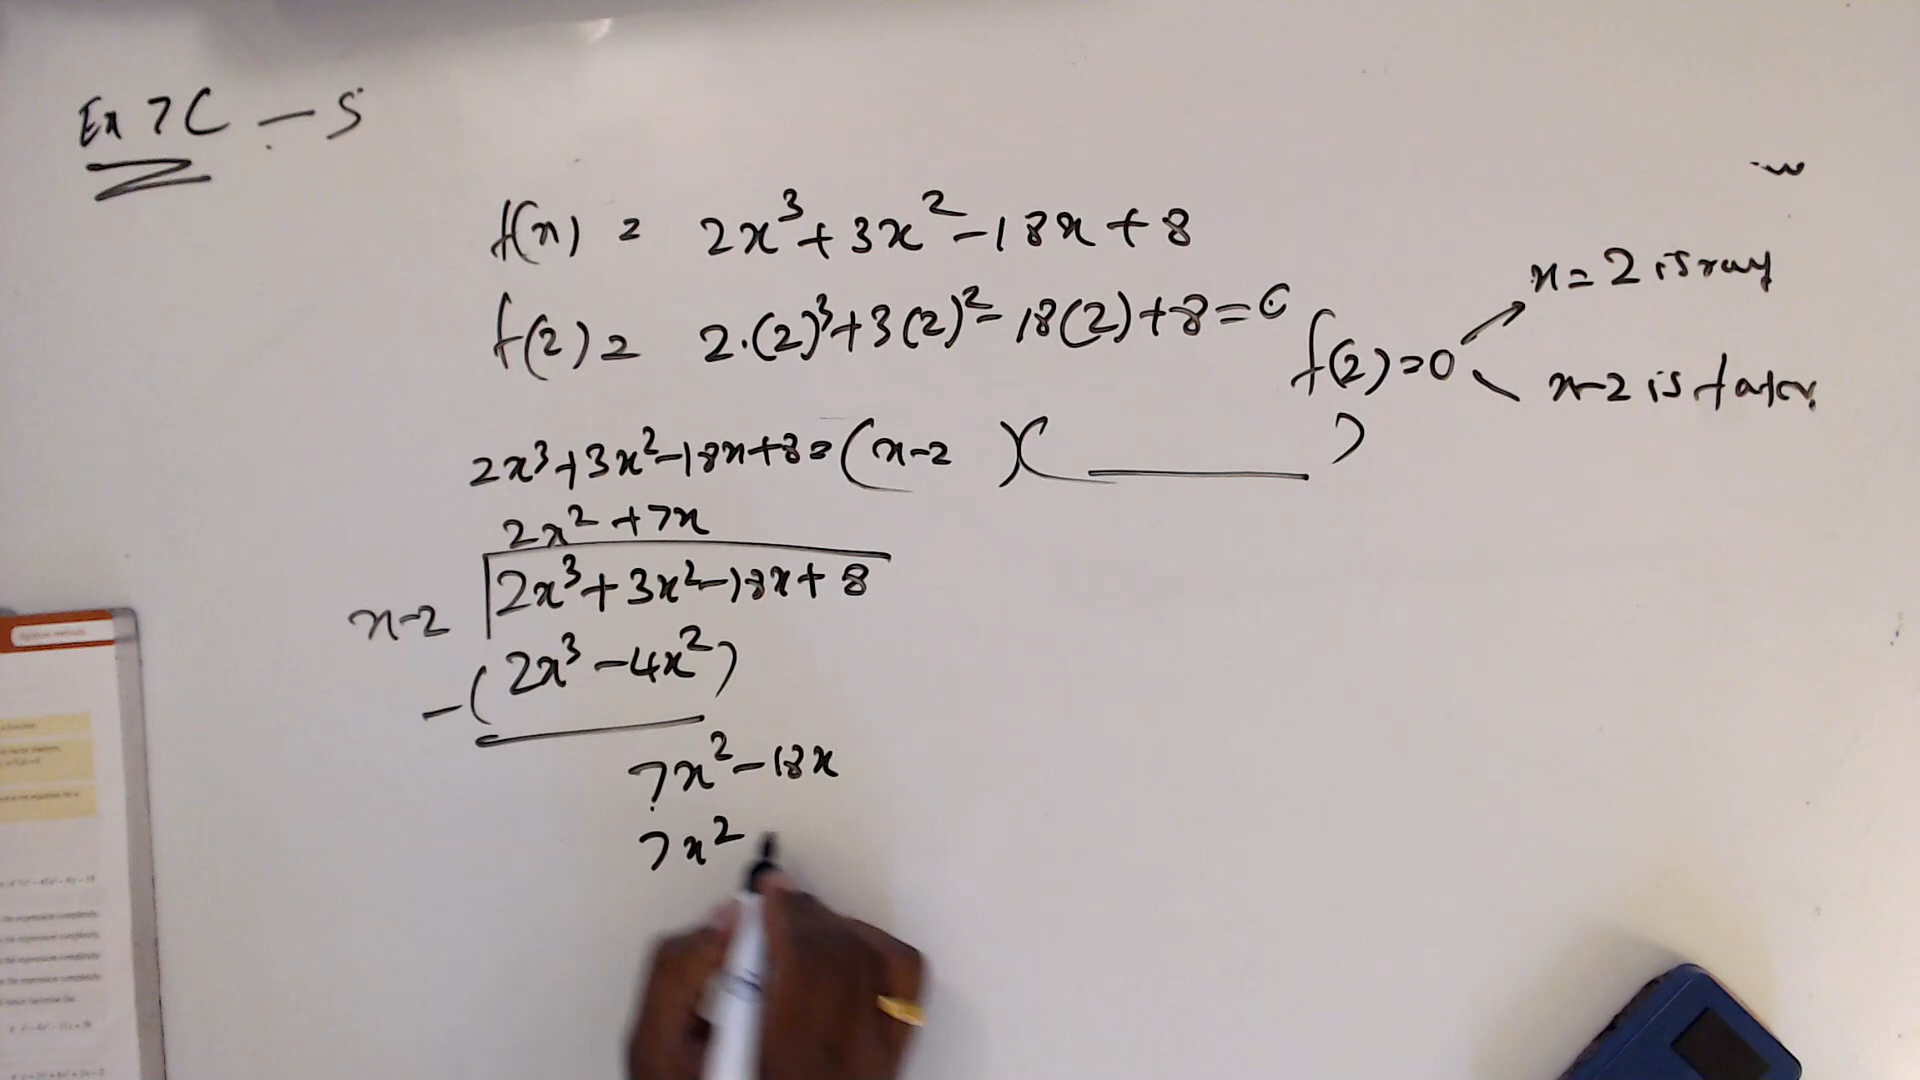 Ex 7C - 5
f(x) = 2x³+3x²-18x+8
f(2) = 2.(2)³+3(2)²-18(2)+8=0
f(2)=0
x=2 is
x-2 is
2x³+3x²-18x+8=(x-2 )( )
2x²+7x
x-2
2x³+3x²-18x+8
-(2x³-4x²)
7x²-18x
7x²